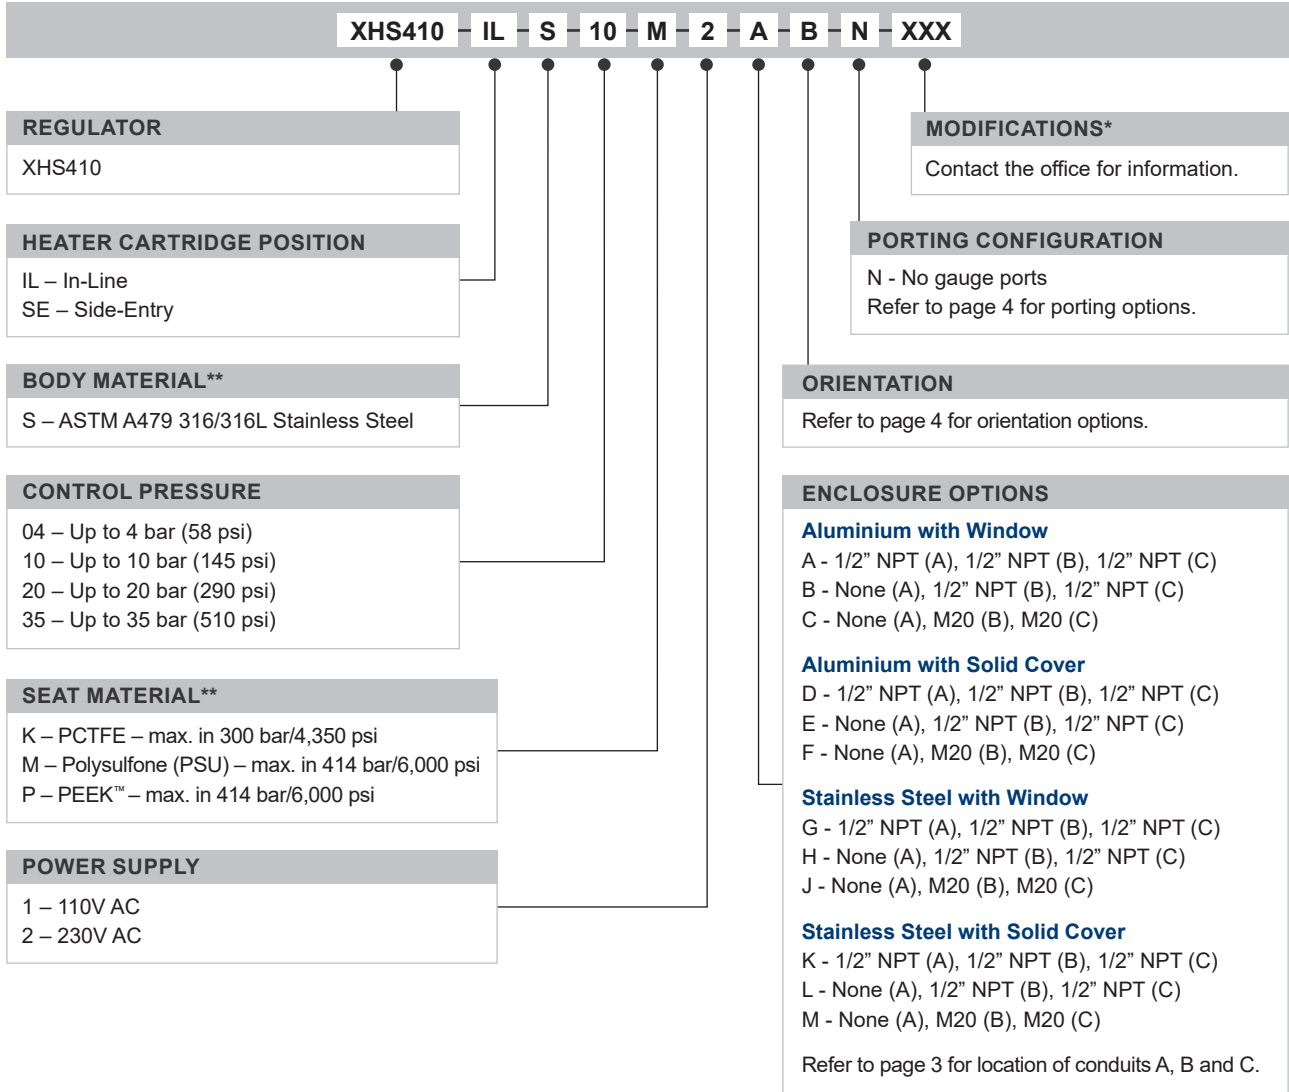 XHS410 IL S 10 M 2 A B N XXX
REGULATOR
XHS410
HEATER CARTRIDGE POSITION
IL – In-Line
SE – Side-Entry
BODY MATERIAL**
S – ASTM A479 316/316L Stainless Steel
CONTROL PRESSURE
04 – Up to 4 bar (58 psi)
10 – Up to 10 bar (145 psi)
20 – Up to 20 bar (290 psi)
35 – Up to 35 bar (510 psi)
SEAT MATERIAL**
K – PCTFE – max. in 300 bar/4,350 psi
M – Polysulfone (PSU) – max. in 414 bar/6,000 psi
P – PEEK™ – max. in 414 bar/6,000 psi
POWER SUPPLY
1 – 110V AC
2 – 230V AC
MODIFICATIONS*
Contact the office for information.
PORTING CONFIGURATION
N - No gauge ports
Refer to page 4 for porting options.
ORIENTATION
Refer to page 4 for orientation options.
ENCLOSURE OPTIONS
Aluminium with Window
A - 1/2” NPT (A), 1/2” NPT (B), 1/2” NPT (C)
B - None (A), 1/2” NPT (B), 1/2” NPT (C)
C - None (A), M20 (B), M20 (C)
Aluminium with Solid Cover
D - 1/2” NPT (A), 1/2” NPT (B), 1/2” NPT (C)
E - None (A), 1/2” NPT (B), 1/2” NPT (C)
F - None (A), M20 (B), M20 (C)
Stainless Steel with Window
G - 1/2” NPT (A), 1/2” NPT (B), 1/2” NPT (C)
H - None (A), 1/2” NPT (B), 1/2” NPT (C)
J - None (A), M20 (B), M20 (C)
Stainless Steel with Solid Cover
K - 1/2” NPT (A), 1/2” NPT (B), 1/2” NPT (C)
L - None (A), 1/2” NPT (B), 1/2” NPT (C)
M - None (A), M20 (B), M20 (C)
Refer to page 3 for location of conduits A, B and C.